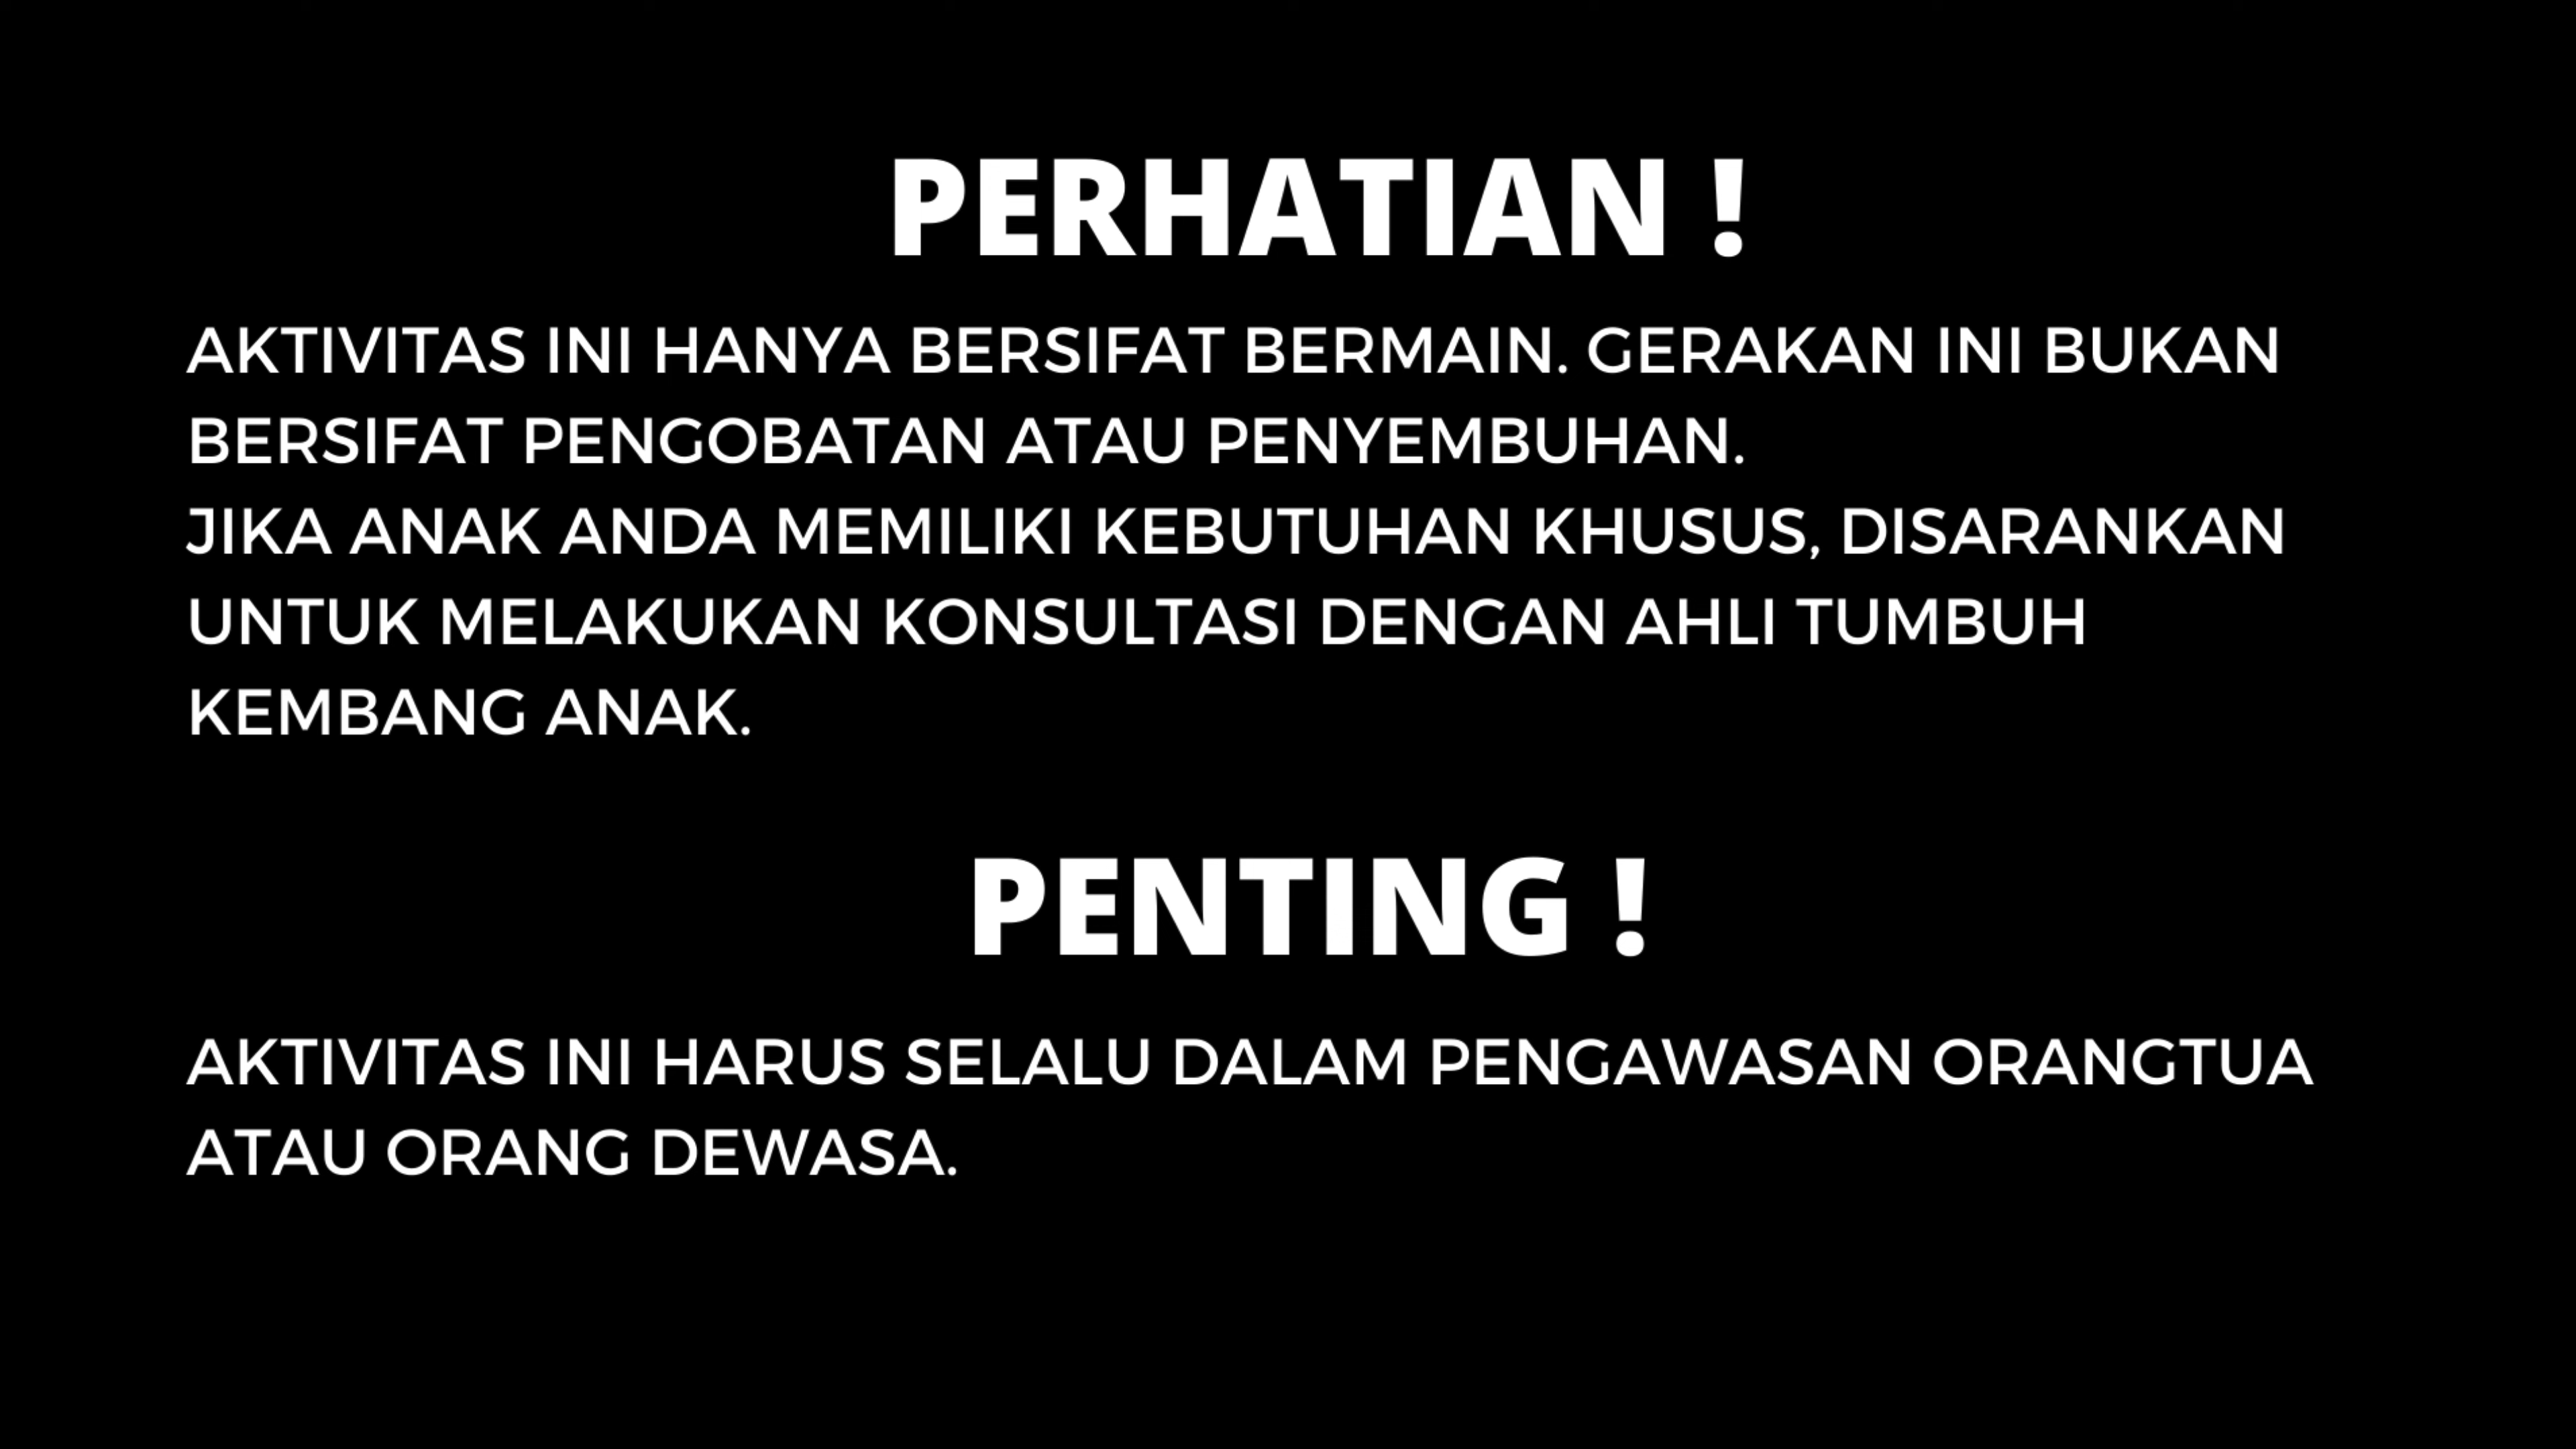 PERHATIAN !
AKTIVITAS INI HANYA BERSIFAT BERMAIN. GERAKAN INI BUKAN
BERSIFAT PENGOBATAN ATAU PENYEMBUHAN.
JIKA ANAK ANDA MEMILIKI KEBUTUHAN KHUSUS, DISARANKAN
UNTUK MELAKUKAN KONSULTASI DENGAN AHLI TUMBUH
KEMBANG ANAK.
PENTING !
AKTIVITAS INI HARUS SELALU DALAM PENGAWASAN ORANGTUA
ATAU ORANG DEWASA.